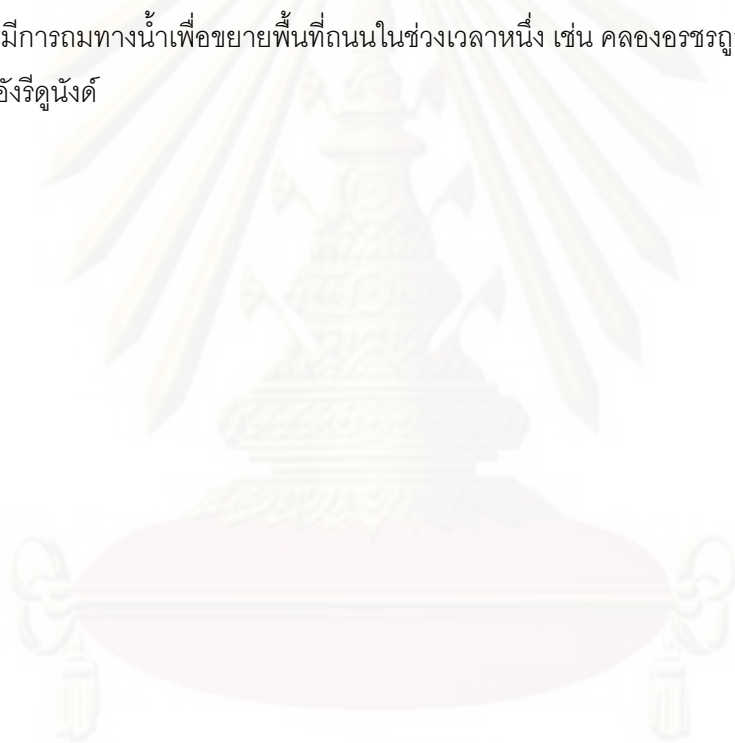 มีการถมทางน้ำเพื่อขยายพื้นที่ถนนในช่วงเวลาหนึ่ง เช่น คลองอรชรถู
อังรีดูนังต์